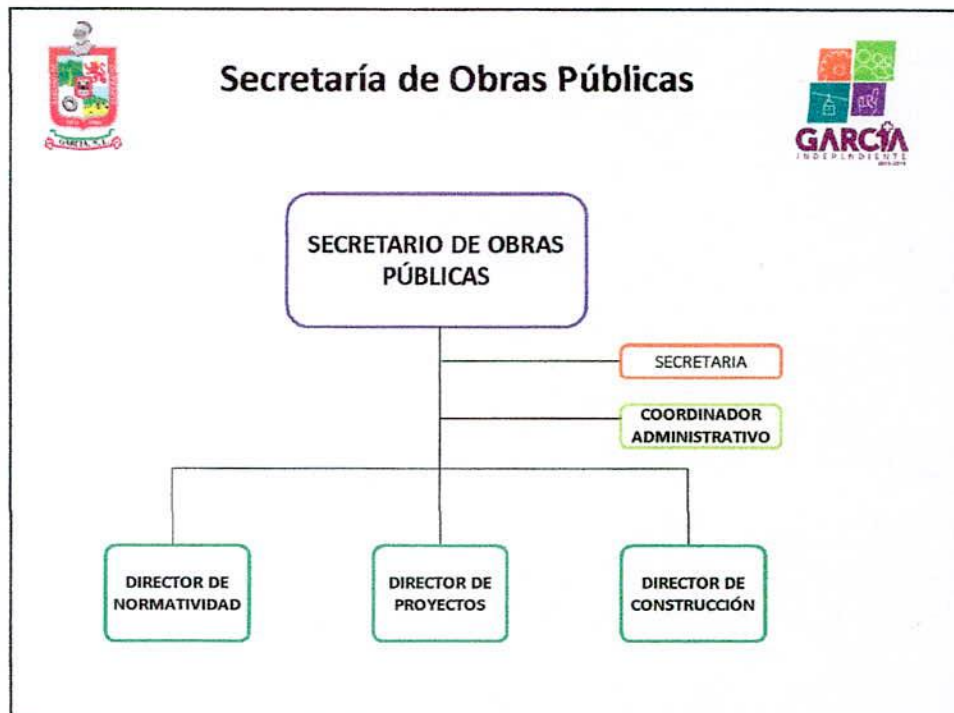 Secretaría de Obras Públicas
GARCÍA, N. L.
GARCÍA
INDEPENDIENTE
SECRETARIO DE OBRAS
PÚBLICAS
SECRETARIA
COORDINADOR
ADMINISTRATIVO
DIRECTOR DE
NORMATIVIDAD
DIRECTOR DE
PROYECTOS
DIRECTOR DE
CONSTRUCCIÓN